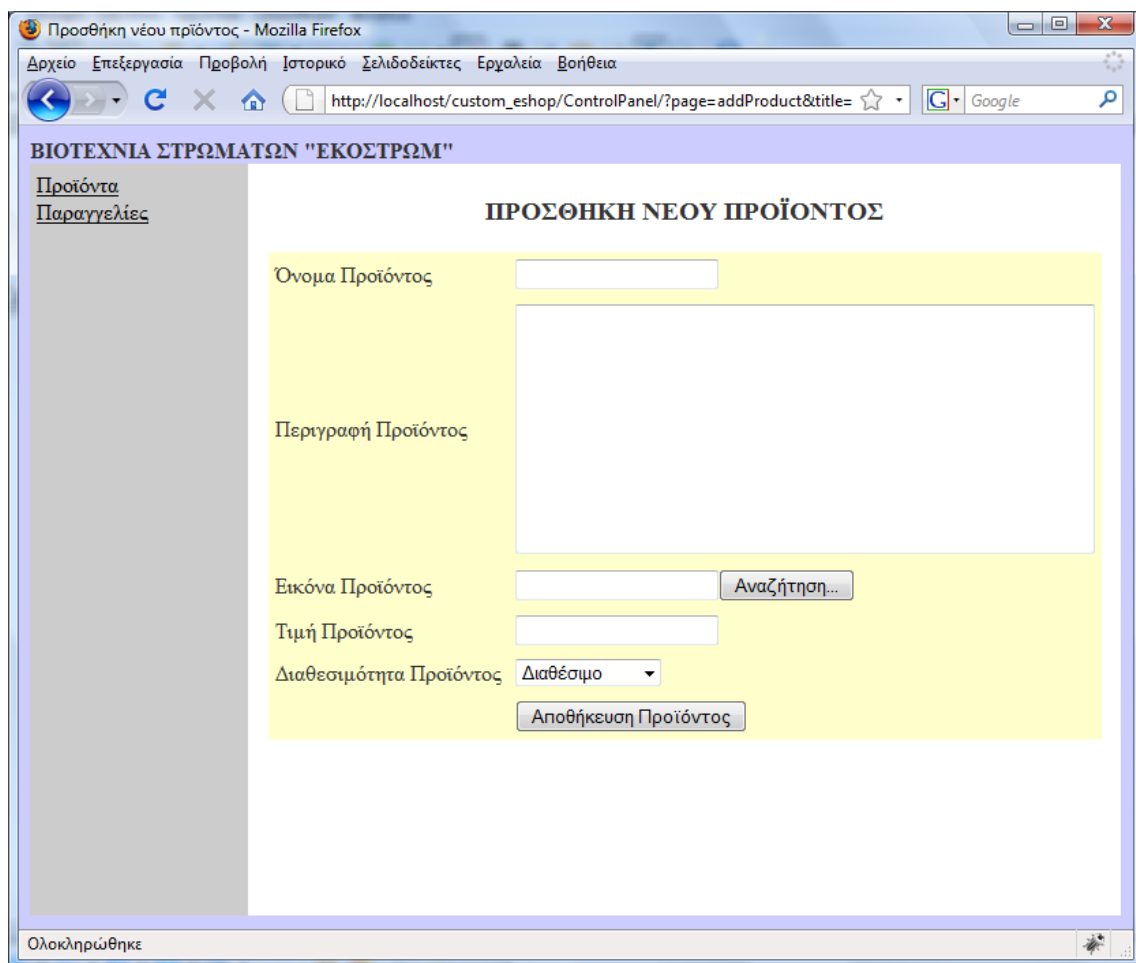 Προσθήκη νέου πρϊόντος - Mozilla Firefox
Αρχείο Επεξεργασία Προβολή Ιστορικό Σελιδοδείκτες Εργαλεία Βοήθεια
http://localhost/custom_eshop/ControlPanel/?page=addProduct&title= G Google
ΒΙΟΤΕΧΝΙΑ ΣΤΡΩΜΑΤΩΝ "ΕΚΟΣΤΡΩΜ"
Προϊόντα
Παραγγελίες
ΠΡΟΣΘΗΚΗ ΝΕΟΥ ΠΡΟΪΟΝΤΟΣ
Όνομα Προϊόντος
Περιγραφή Προϊόντος
Εικόνα Προϊόντος Αναζήτηση...
Τιμή Προϊόντος
Διαθεσιμότητα Προϊόντος Διαθέσιμο
Αποθήκευση Προϊόντος
Ολοκληρώθηκε